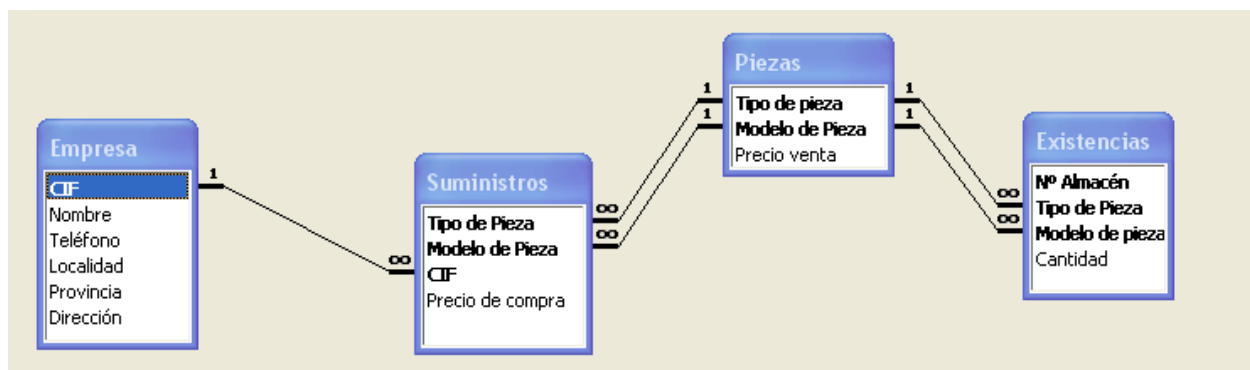 Empresa
CIF
Nombre
Teléfono
Localidad
Provincia
Dirección
1
∞
Suministros
Tipo de Pieza
Modelo de Pieza
CIF
Precio de compra
∞
∞
1
1
Piezas
Tipo de pieza
Modelo de Pieza
Precio venta
1
1
∞
∞
Existencias
Nº Almacén
Tipo de Pieza
Modelo de pieza
Cantidad